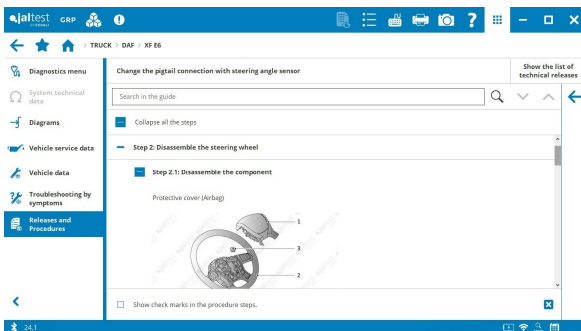 jaltest GRP
TRUCK > DAF > XF E6
Diagnostics menu
System technical
data
Diagrams
Vehicle service data
Vehicle data
Troubleshooting by
symptoms
Releases and
Procedures
Change the pigtail connection with steering angle sensor
Show the list of
technical releases
Search in the guide
Collapse all the steps
Step 2: Disassemble the steering wheel
Step 2.1: Disassemble the component
Protective cover (Airbag)
1
3
2
Show check marks in the procedure steps.
24.1